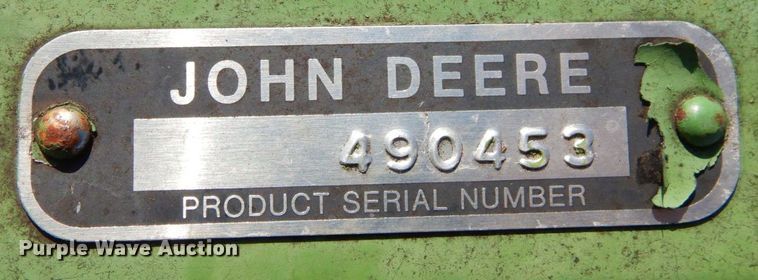 JOHN DEERE
490453
PRODUCT SERIAL NUMBER
Purple Wave Auction